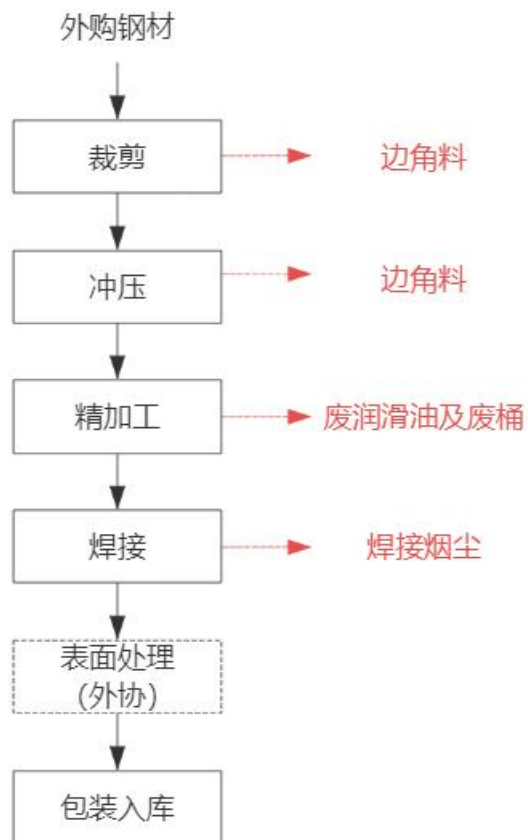 外购钢材
裁剪
边角料
冲压
边角料
精加工
废润滑油及废桶
焊接
焊接烟尘
表面处理
(外协)
包装入库